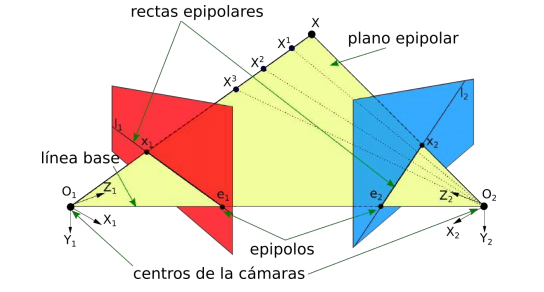 rectas epipolares
X
plano epipolar
X¹
X²
X³
l₁
l₂
x₁
x₂
línea base
O₁
Z₁
X₁
Y₁
e₁
e₂
O₂
Z₂
X₂
Y₂
epipolos
centros de la cámaras